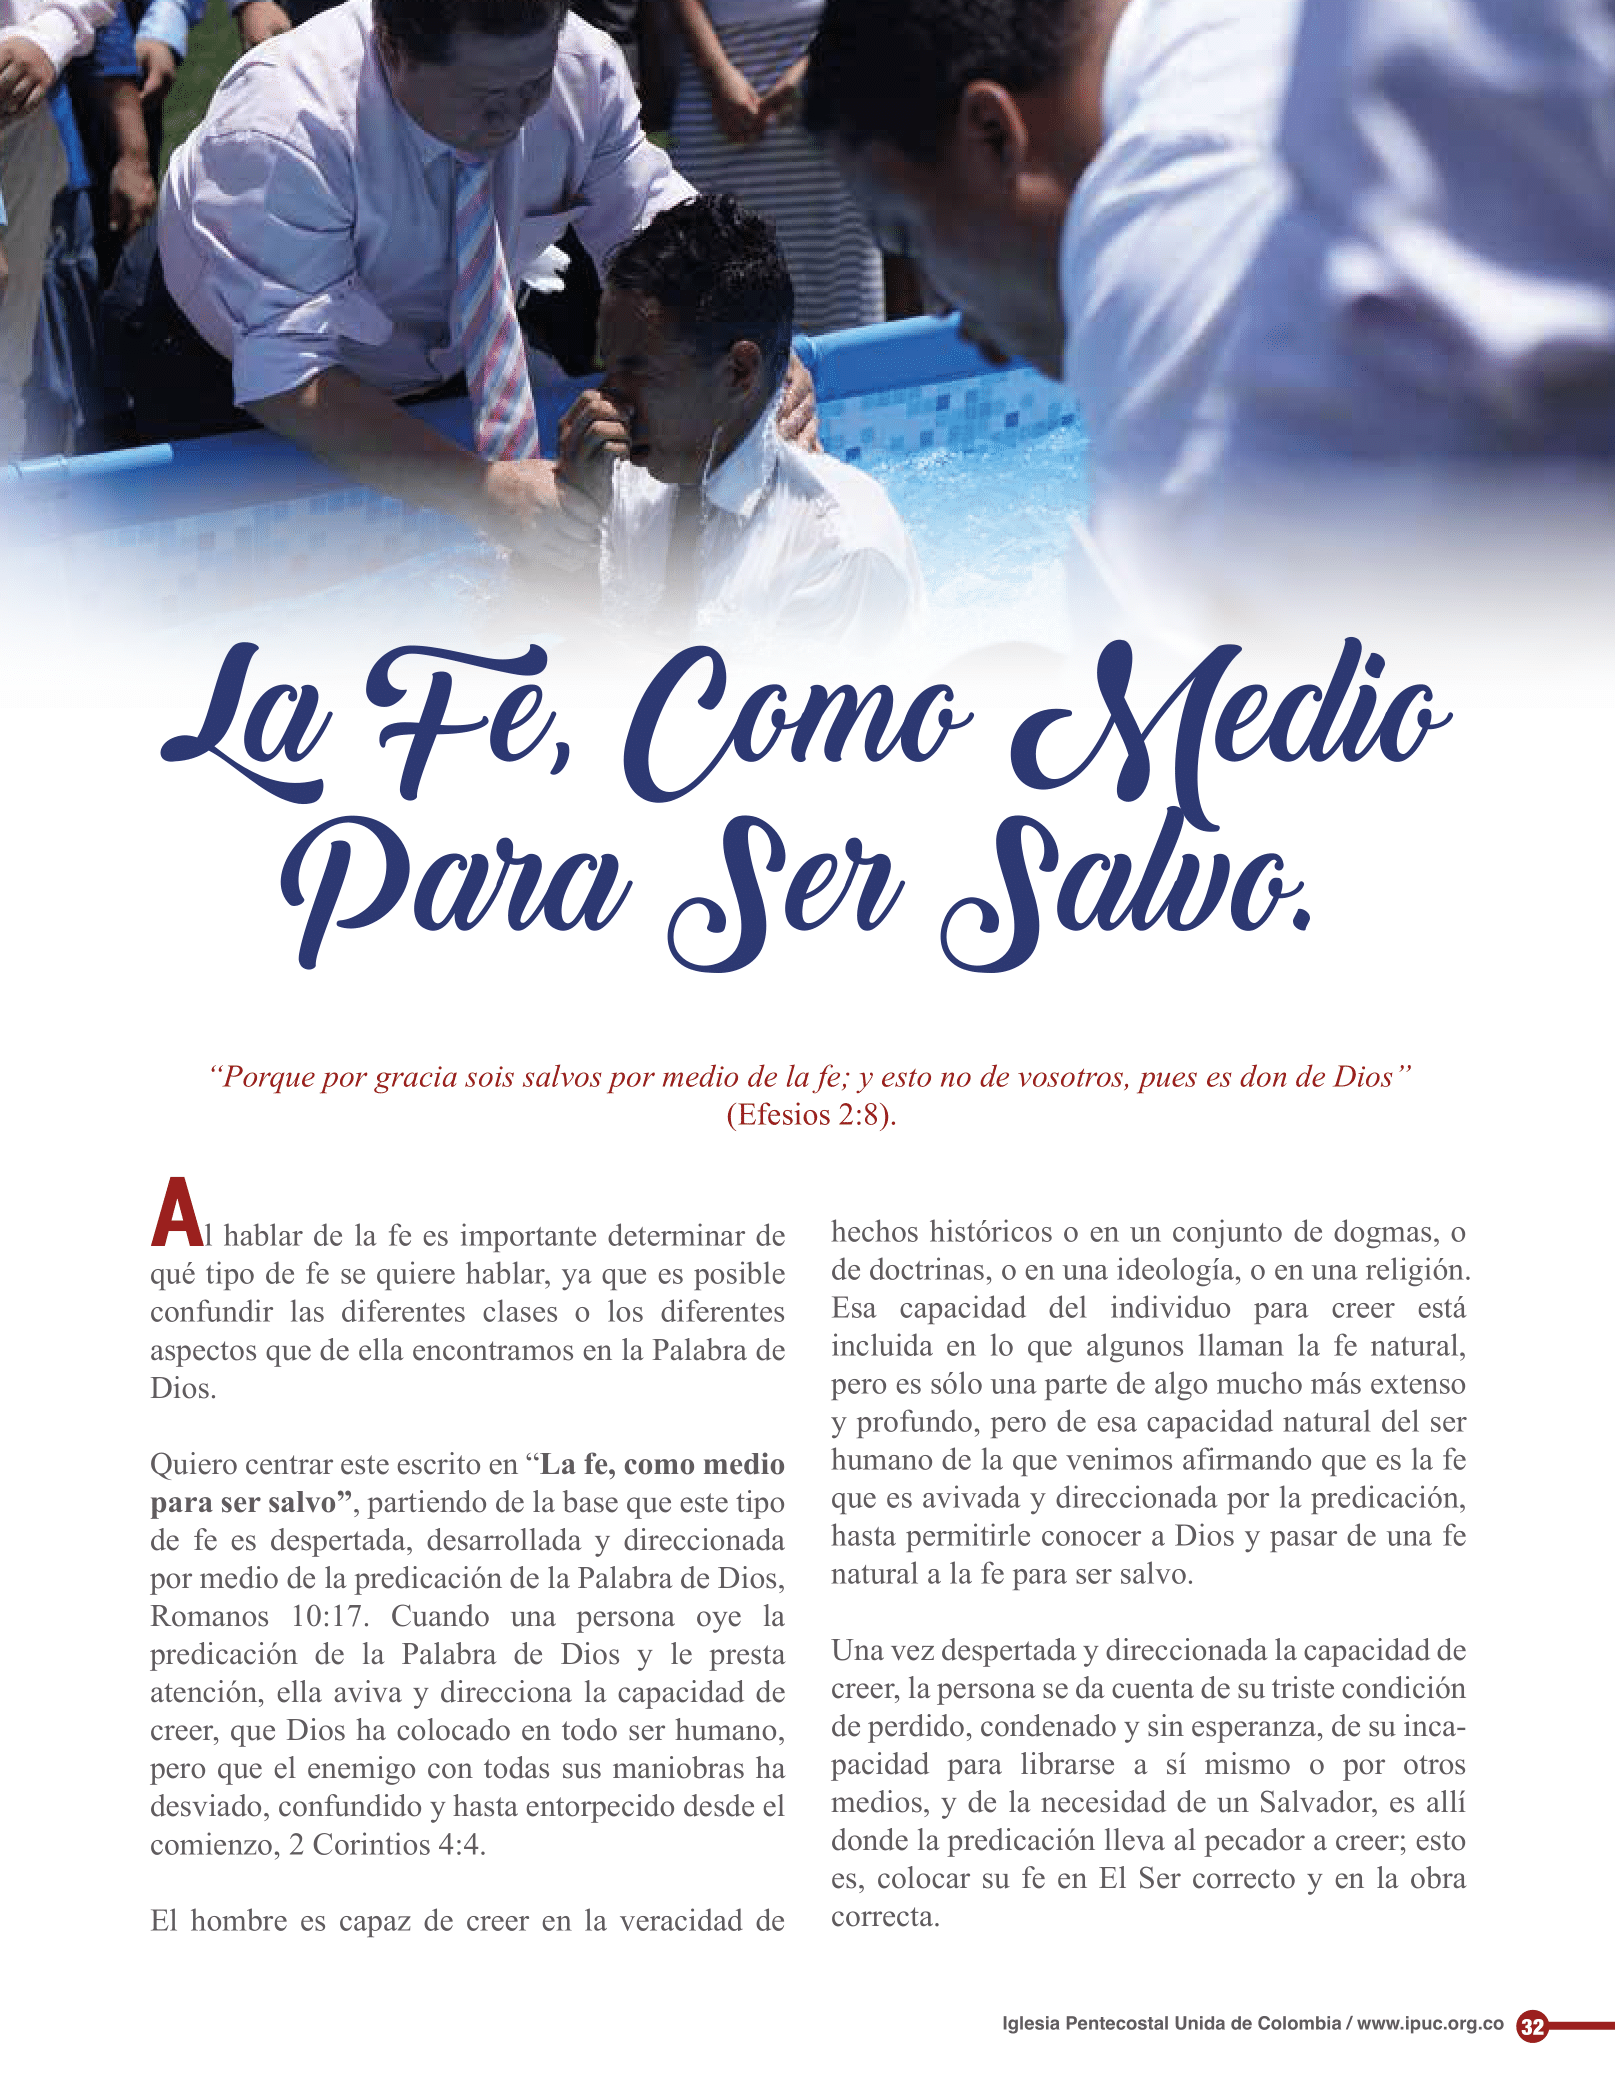 La Fe, Como Medio
Para Ser Salvo.
“Porque por gracia sois salvos por medio de la fe; y esto no de vosotros, pues es don de Dios”
(Efesios 2:8).
Al hablar de la fe es importante determinar de
qué tipo de fe se quiere hablar, ya que es posible
confundir las diferentes clases o los diferentes
aspectos que de ella encontramos en la Palabra de
Dios.
Quiero centrar este escrito en “La fe, como medio
para ser salvo”, partiendo de la base que este tipo
de fe es despertada, desarrollada y direccionada
por medio de la predicación de la Palabra de Dios,
Romanos 10:17. Cuando una persona oye la
predicación de la Palabra de Dios y le presta
atención, ella aviva y direcciona la capacidad de
creer, que Dios ha colocado en todo ser humano,
pero que el enemigo con todas sus maniobras ha
desviado, confundido y hasta entorpecido desde el
comienzo, 2 Corintios 4:4.
El hombre es capaz de creer en la veracidad de
hechos históricos o en un conjunto de dogmas, o
de doctrinas, o en una ideología, o en una religión.
Esa capacidad del individuo para creer está
incluida en lo que algunos llaman la fe natural,
pero es sólo una parte de algo mucho más extenso
y profundo, pero de esa capacidad natural del ser
humano de la que venimos afirmando que es la fe
que es avivada y direccionada por la predicación,
hasta permitirle conocer a Dios y pasar de una fe
natural a la fe para ser salvo.
Una vez despertada y direccionada la capacidad de
creer, la persona se da cuenta de su triste condición
de perdido, condenado y sin esperanza, de su inca-
pacidad para librarse a sí mismo o por otros
medios, y de la necesidad de un Salvador, es allí
donde la predicación lleva al pecador a creer; esto
es, colocar su fe en El Ser correcto y en la obra
correcta.
Iglesia Pentecostal Unida de Colombia / www.ipuc.org.co 32